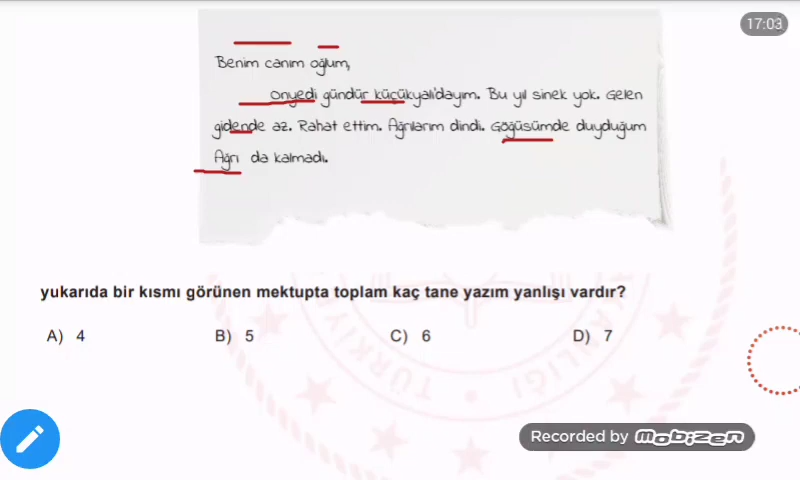 17:03
Benim canım oğlum,
onyedi gündür küçükyalı'dayım. Bu yıl sinek yok. Gelen
gidende az. Rahat ettim. Ağrılarım dindi. Göğüsümde duyduğum
Ağrı da kalmadı.
yukarıda bir kısmı görünen mektupta toplam kaç tane yazım yanlışı vardır?
A) 4 B) 5 C) 6 D) 7
Recorded by mobizen